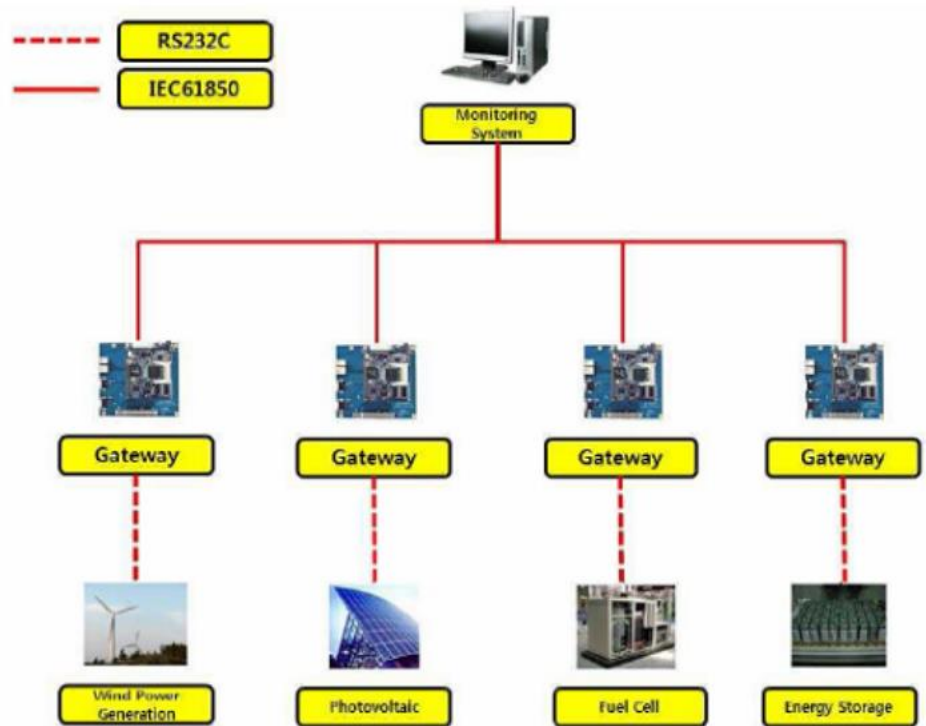 RS232C
IEC61850
Monitoring
System
Gateway
Gateway
Gateway
Gateway
Wind Power
Generation
Photovoltaic
Fuel Cell
Energy Storage